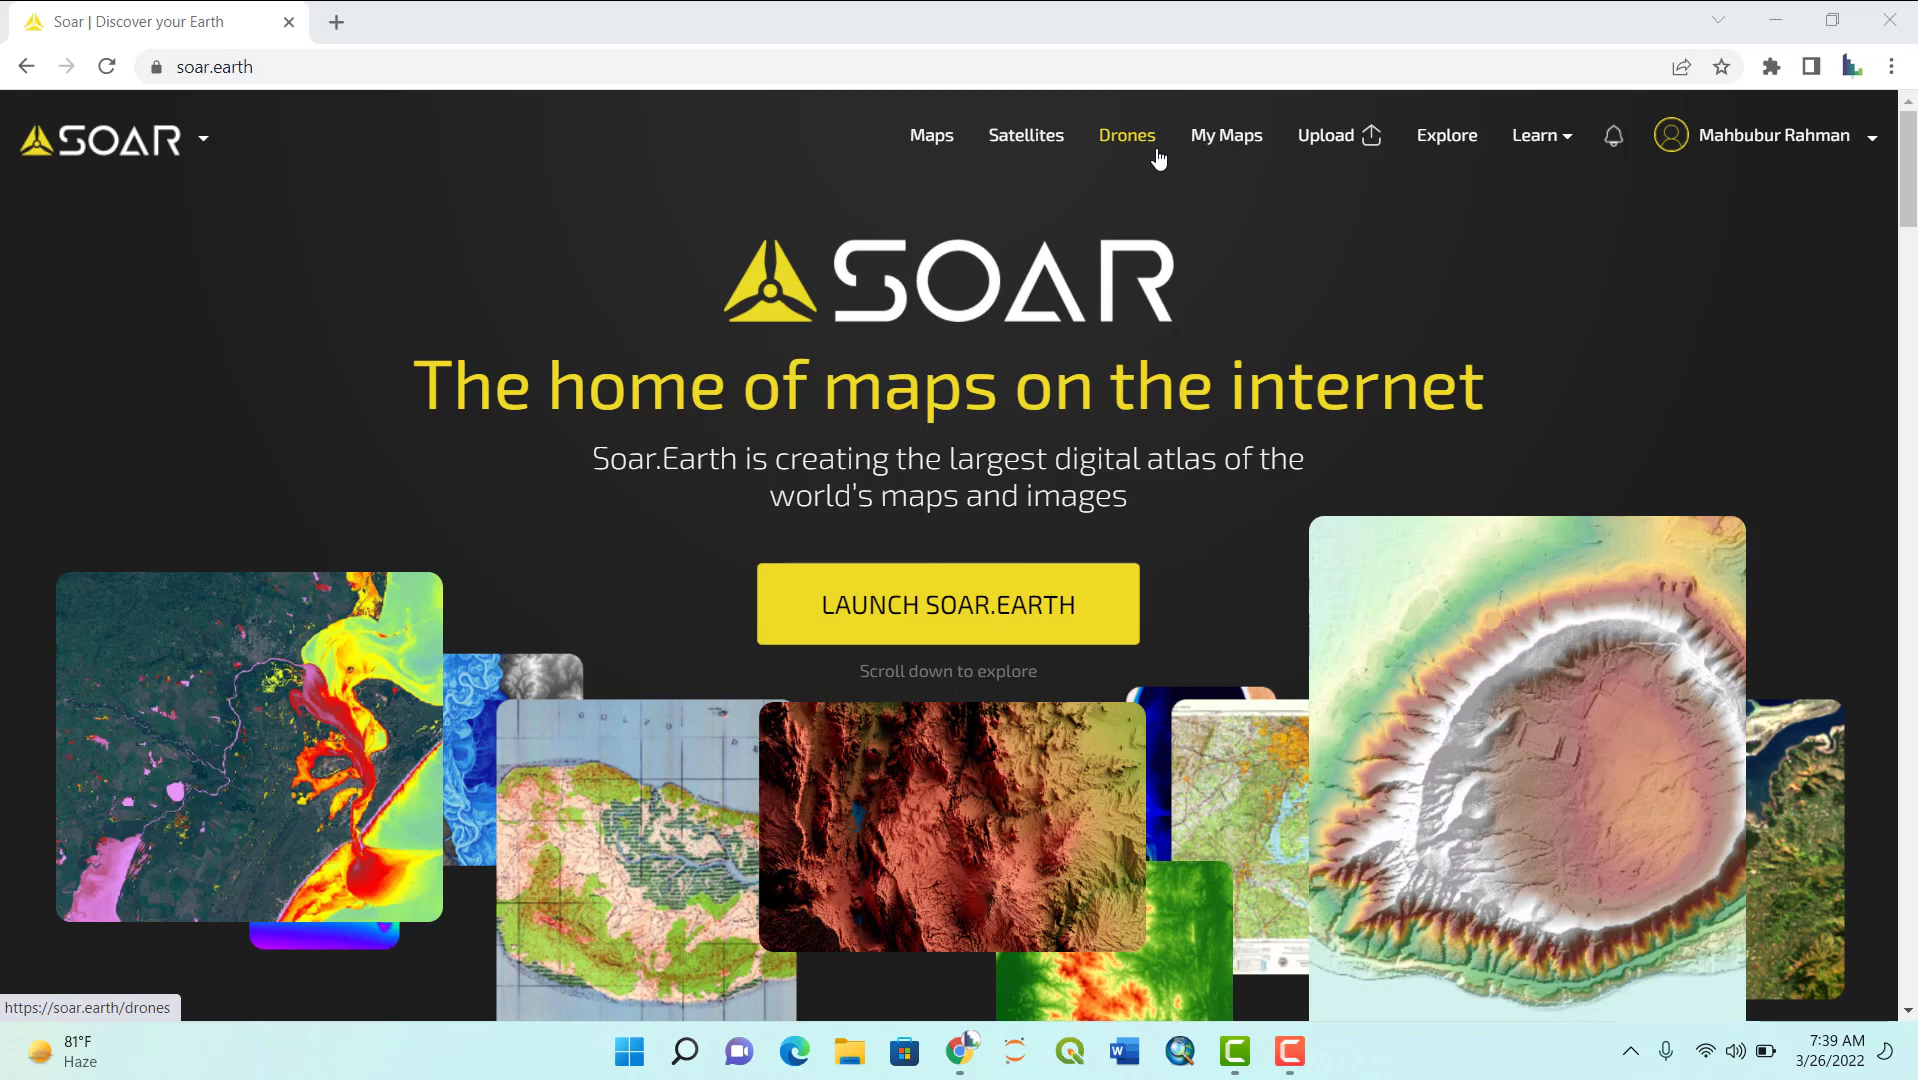 Soar | Discover your Earth
soar.earth
SOAR
Maps
Satellites
Drones
My Maps
Upload
Explore
Learn
Mahbubur Rahman
SOAR
The home of maps on the internet
Soar.Earth is creating the largest digital atlas of the
world's maps and images
LAUNCH SOAR.EARTH
Scroll down to explore
https://soar.earth/drones
81°F
Haze
7:39 AM
3/26/2022